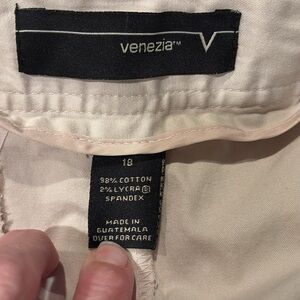 venezia™
18
98% COTTON
2% LYCRA Ⓡ
SPANDEX
MADE IN
GUATEMALA
OVER FOR CARE